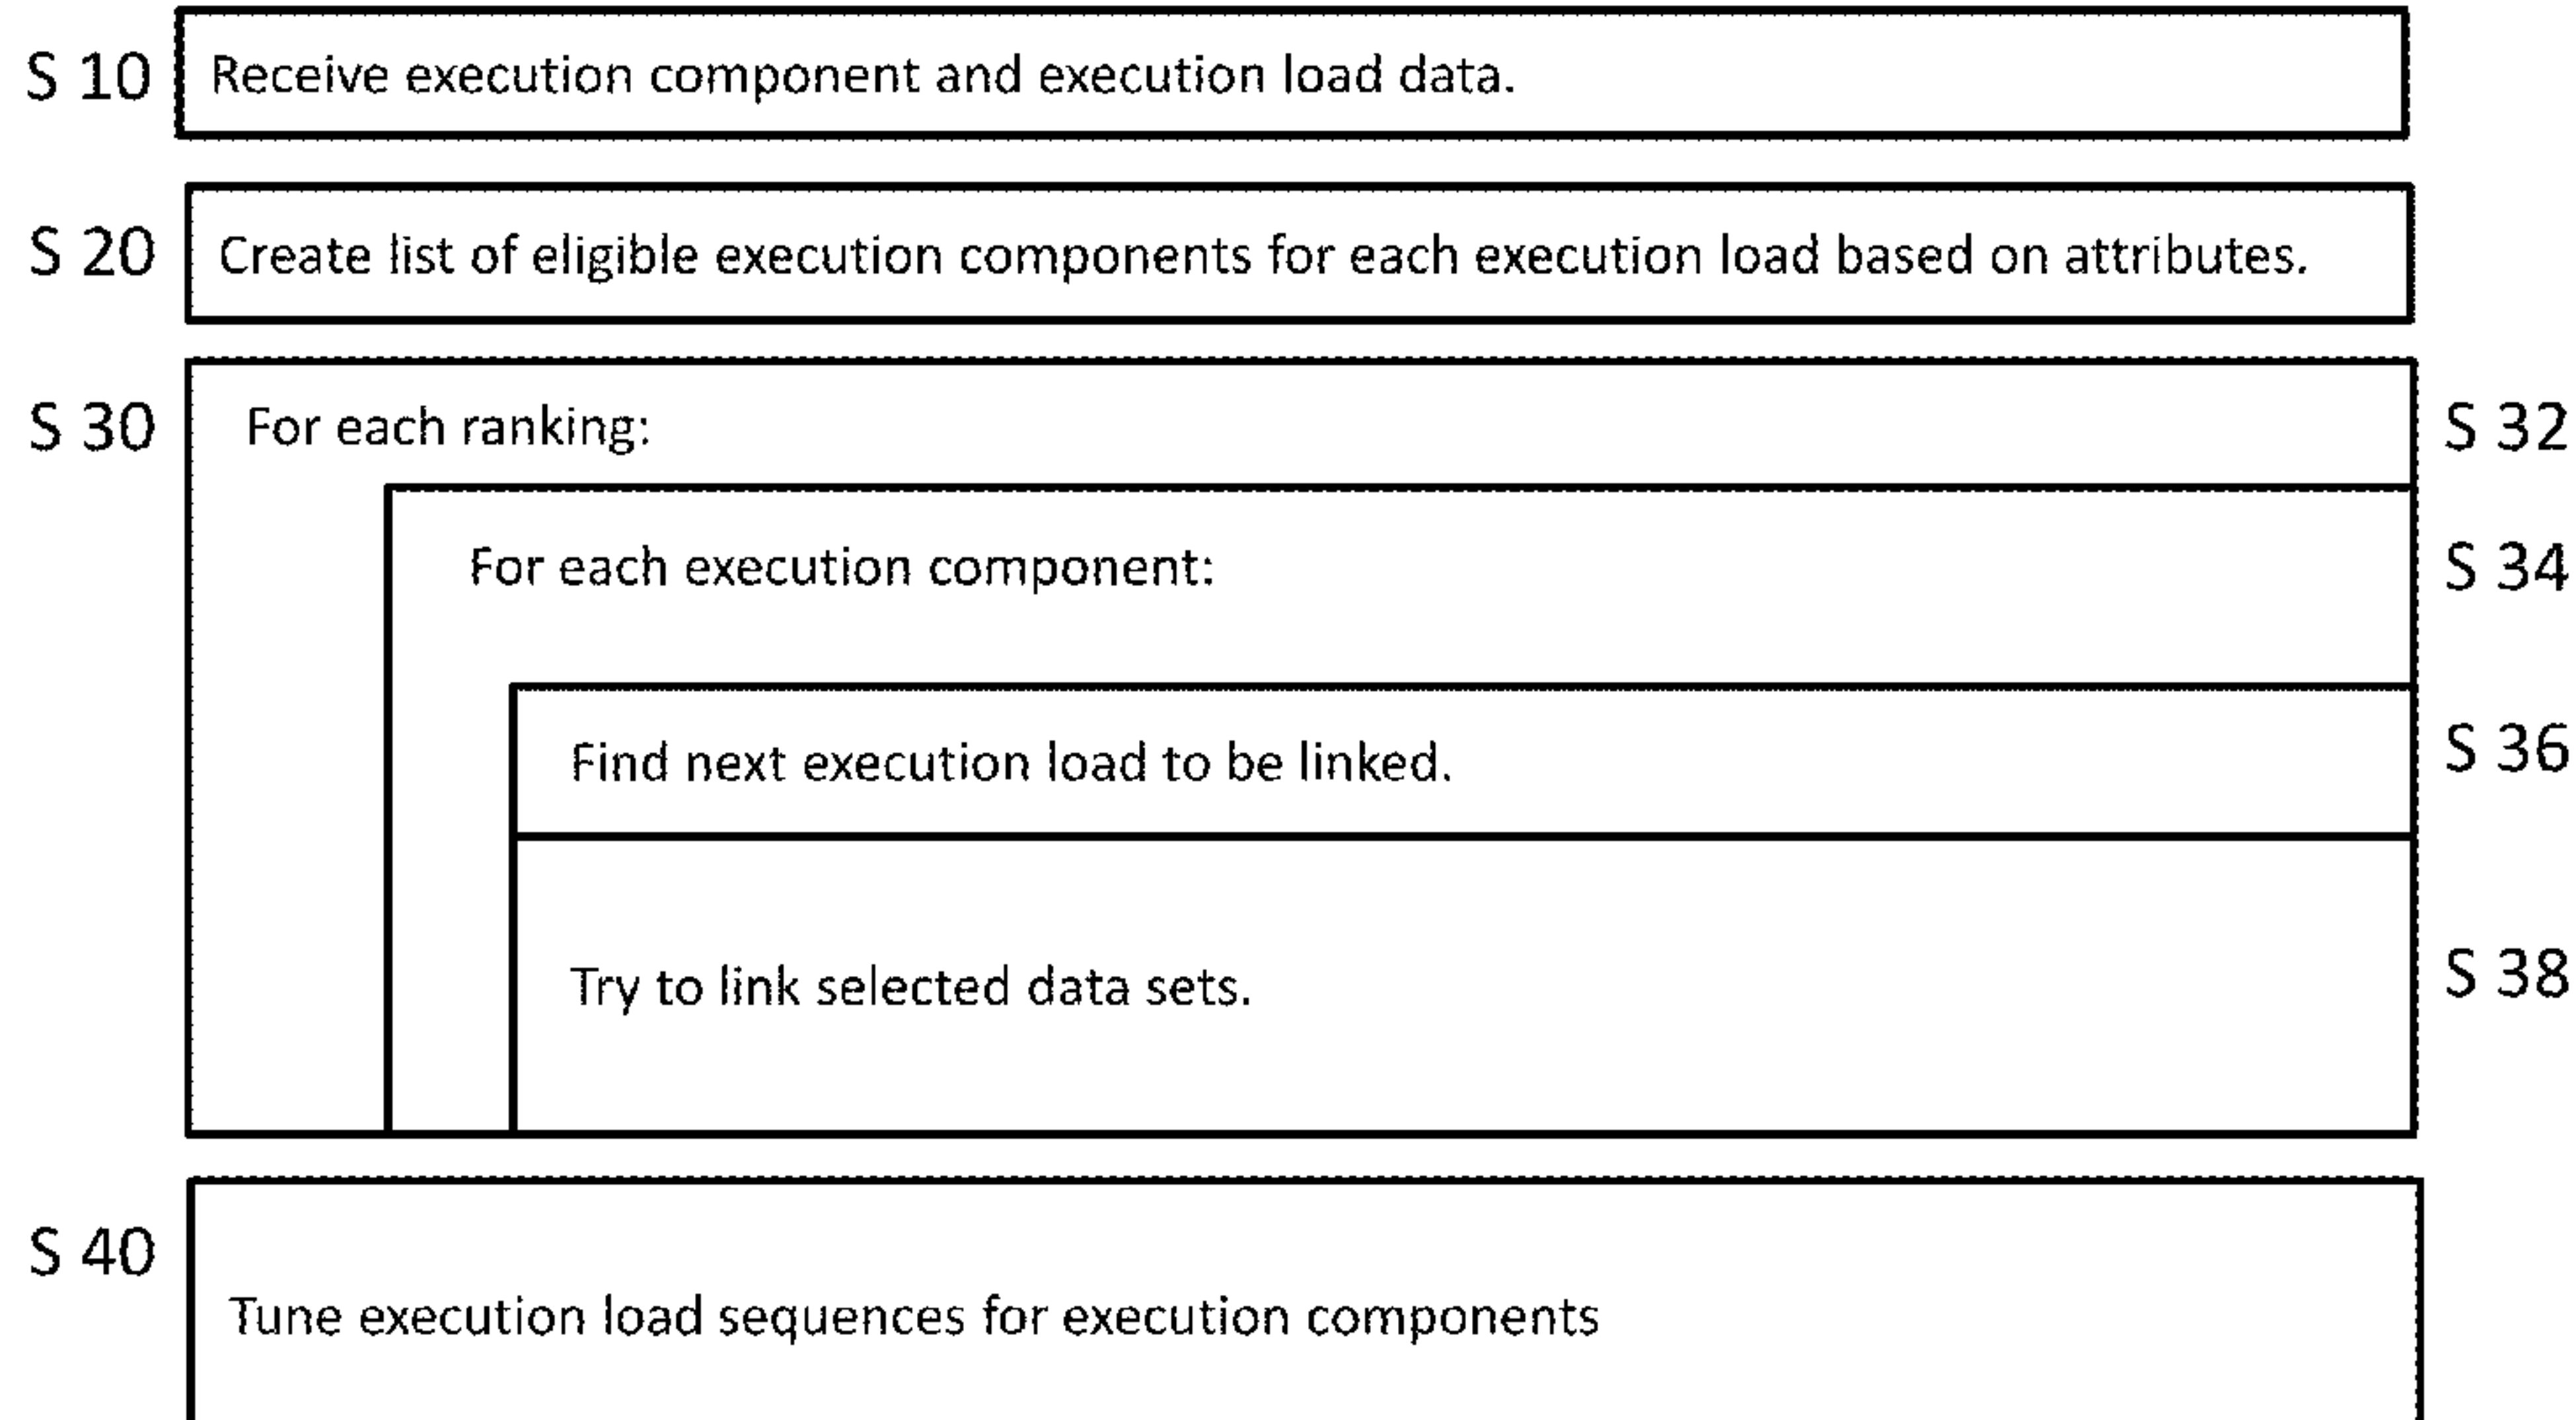 S 10 Receive execution component and execution load data.
S 20 Create list of eligible execution components for each execution load based on attributes.
S 30 For each ranking: S 32
For each execution component: S 34
Find next execution load to be linked. S 36
Try to link selected data sets. S 38
S 40
Tune execution load sequences for execution components